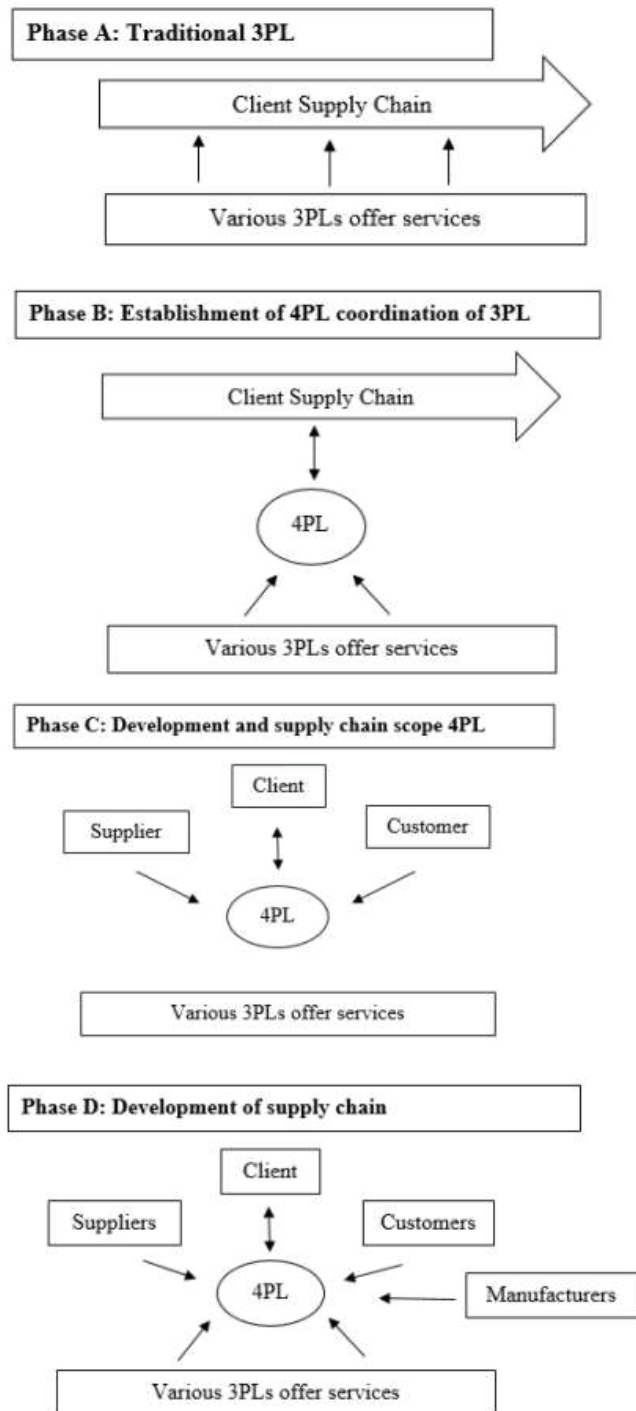 Phase A: Traditional 3PL
Client Supply Chain
Various 3PLs offer services
Phase B: Establishment of 4PL coordination of 3PL
Client Supply Chain
4PL
Various 3PLs offer services
Phase C: Development and supply chain scope 4PL
Client
Supplier
Customer
4PL
Various 3PLs offer services
Phase D: Development of supply chain
Client
Suppliers
Customers
4PL
Manufacturers
Various 3PLs offer services